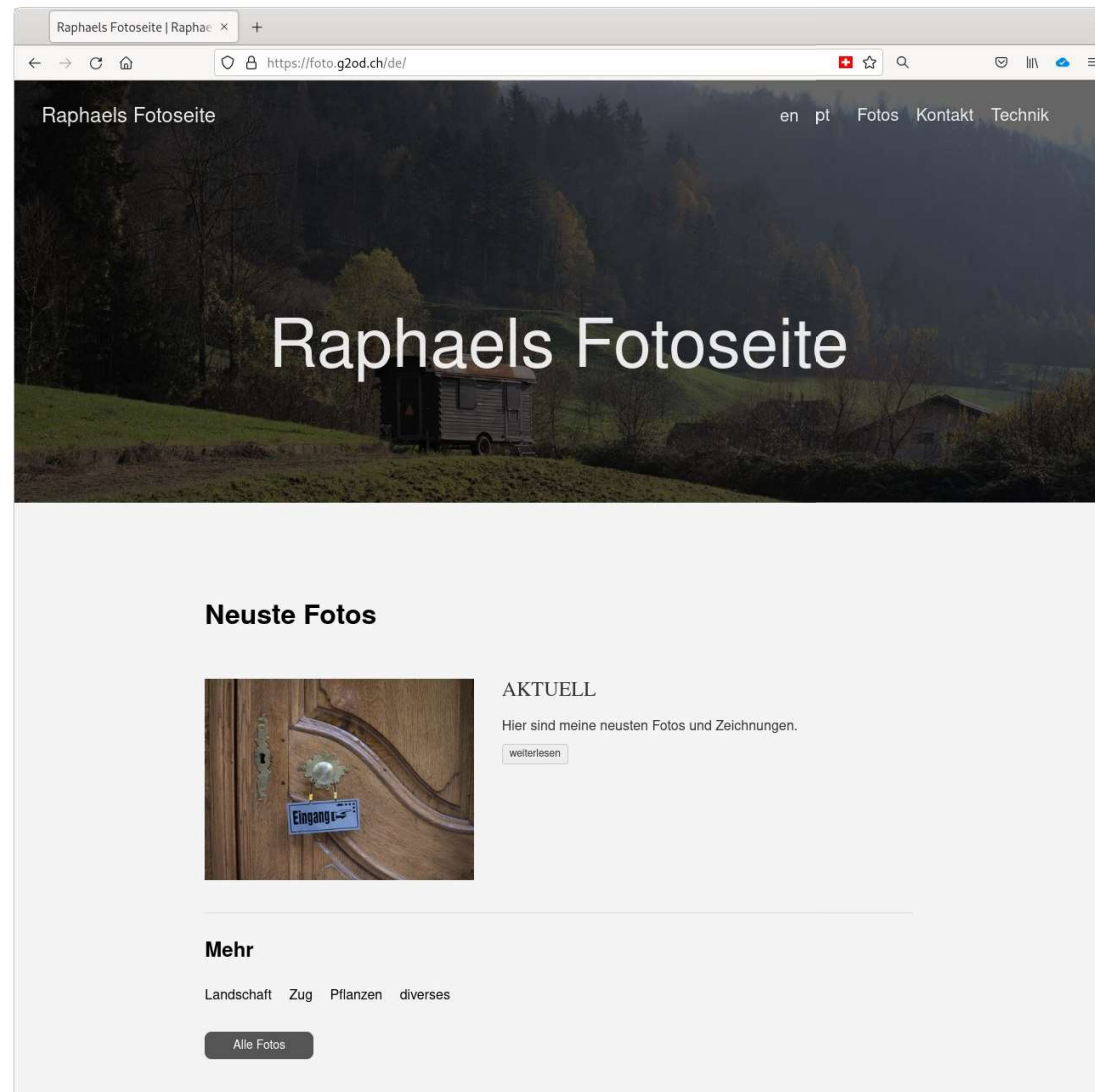 Raphaels Fotoseite | Raphae
https://foto.g2od.ch/de/
Raphaels Fotoseite en pt Fotos Kontakt Technik
Raphaels Fotoseite
Neuste Fotos
AKTUELL
Hier sind meine neusten Fotos und Zeichnungen.
weiterlesen
Eingang
Mehr
Landschaft Zug Pflanzen diverses
Alle Fotos